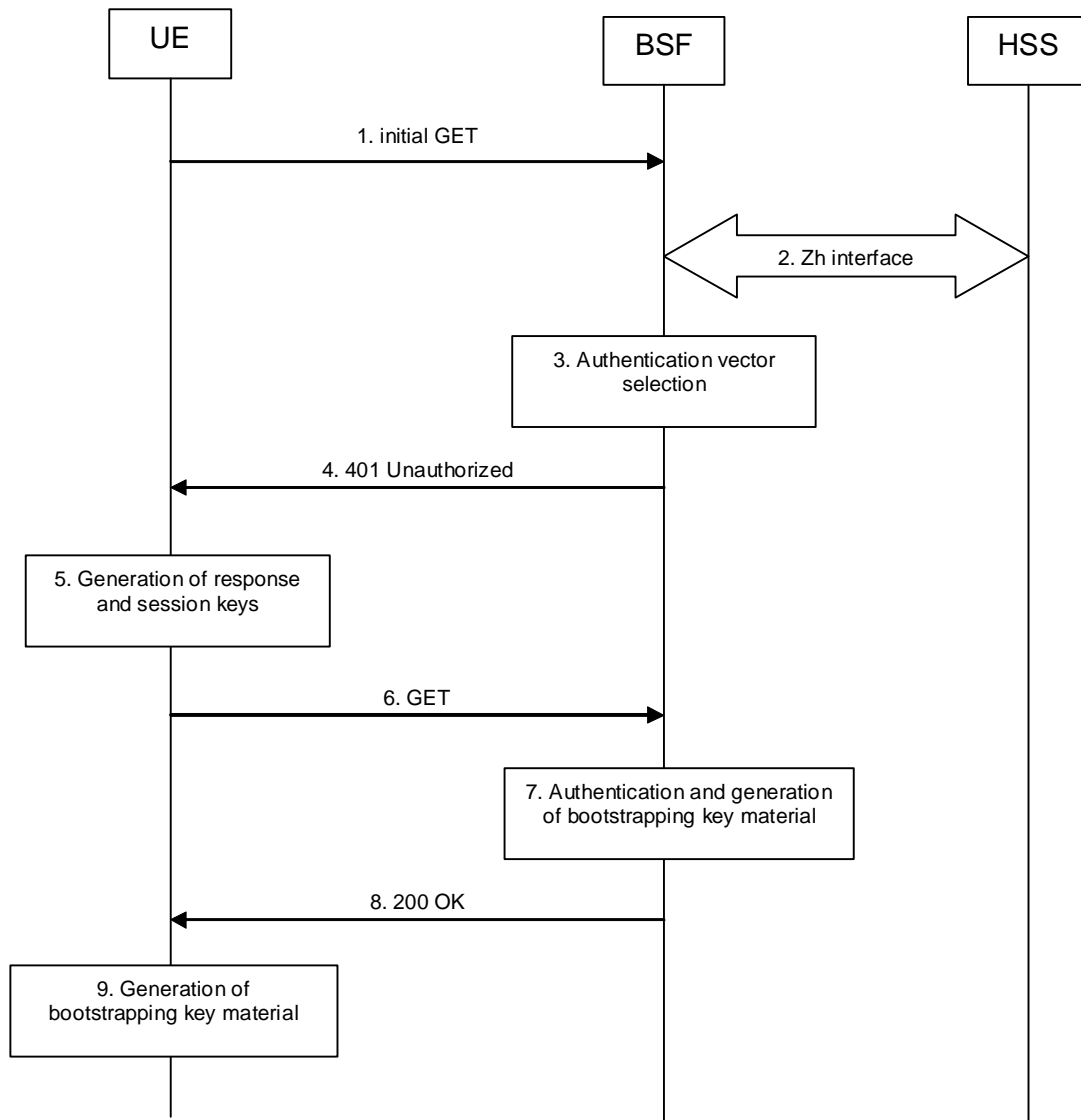 UE
BSF
HSS
1. initial GET
2. Zh interface
3. Authentication vector
selection
4. 401 Unauthorized
5. Generation of response
and session keys
6. GET
7. Authentication and generation
of bootstrapping key material
8. 200 OK
9. Generation of
bootstrapping key material